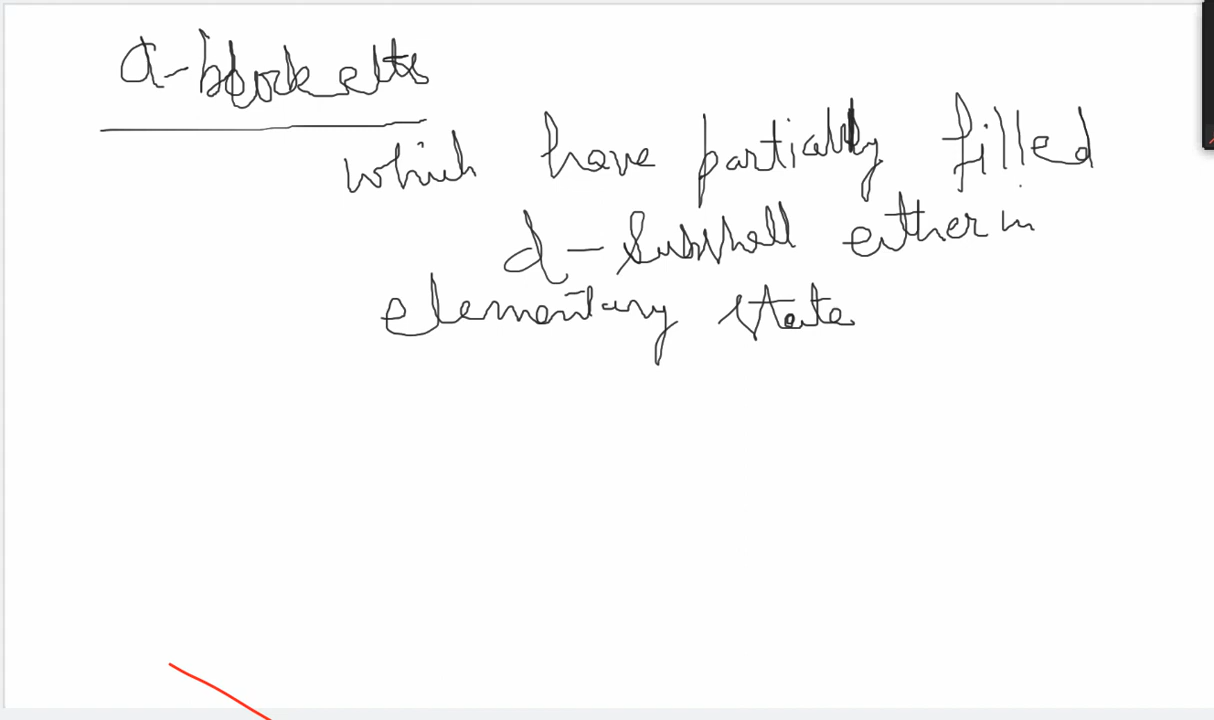 d-block elts
which have partially filled
d-subshell either in
elementary state